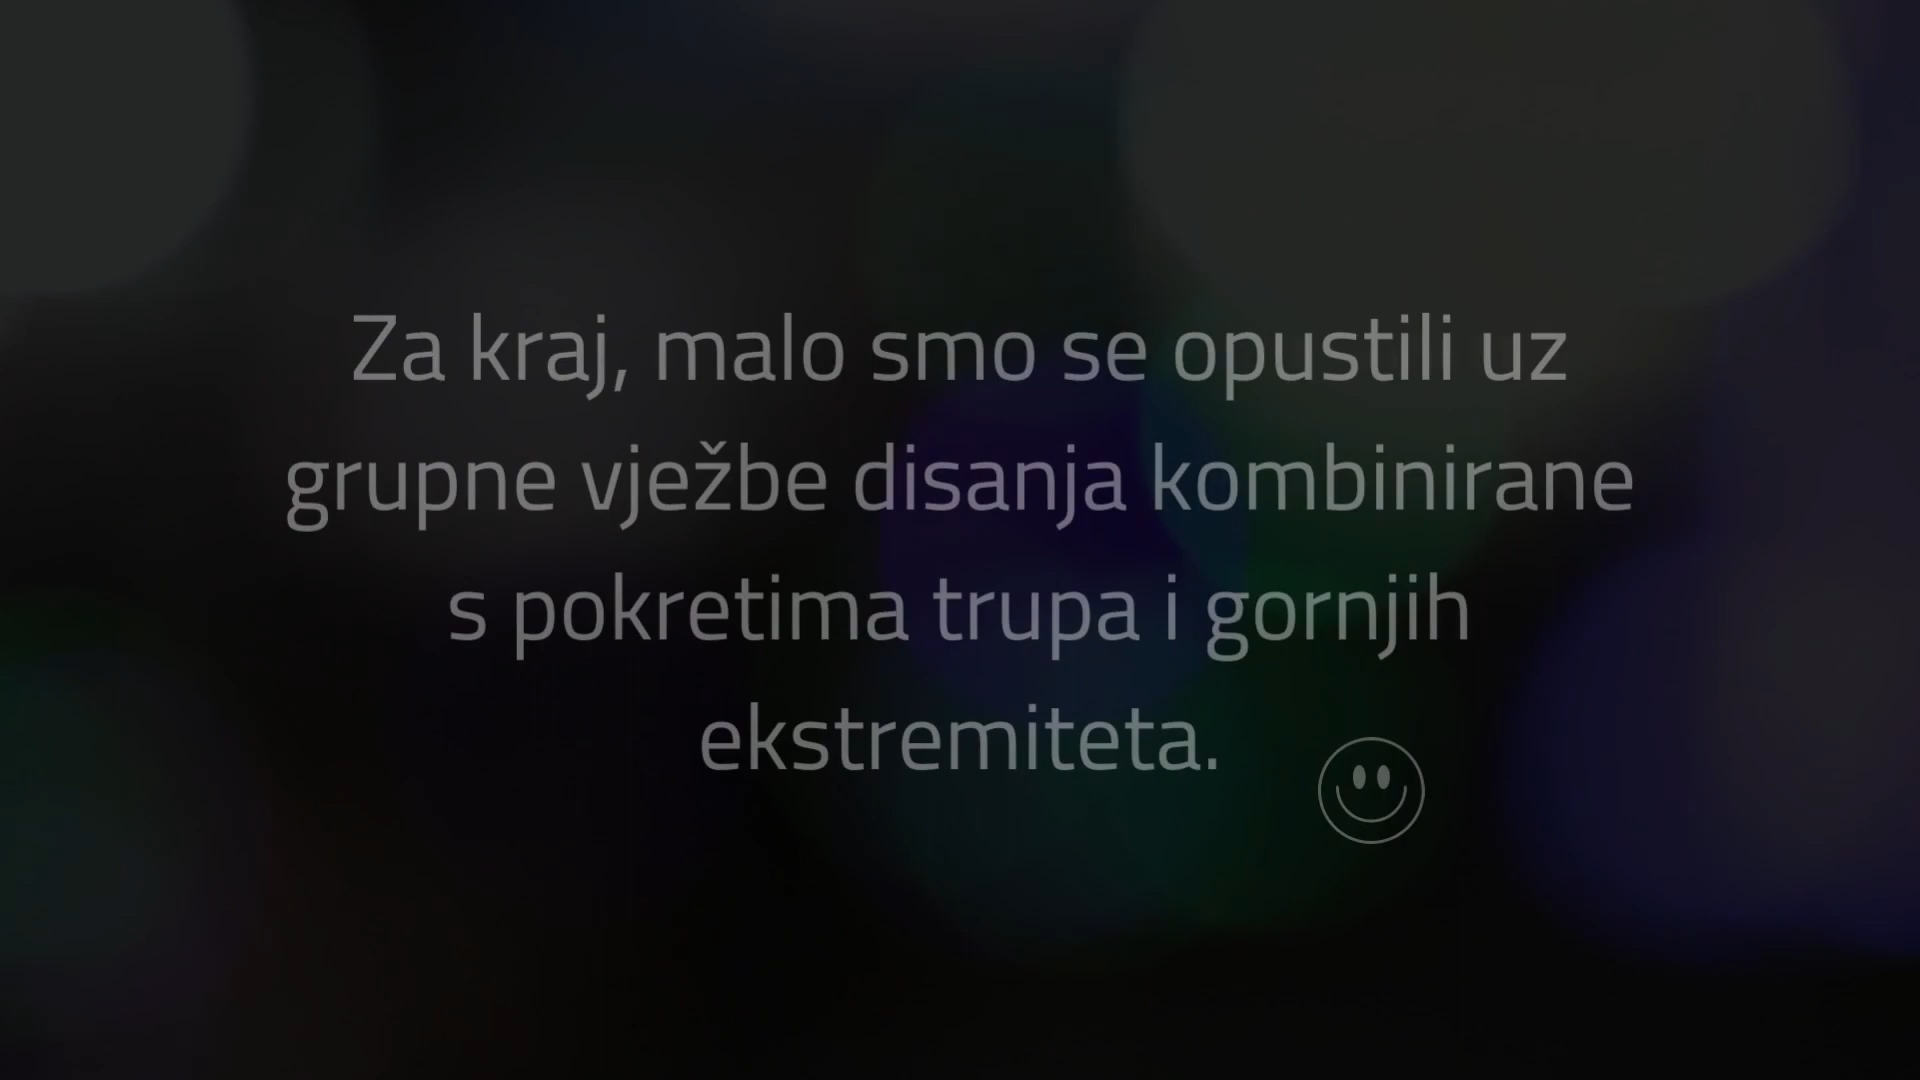 Za kraj, malo smo se opustili uz
grupne vježbe disanja kombinirane
s pokretima trupa i gornjih
ekstremiteta.